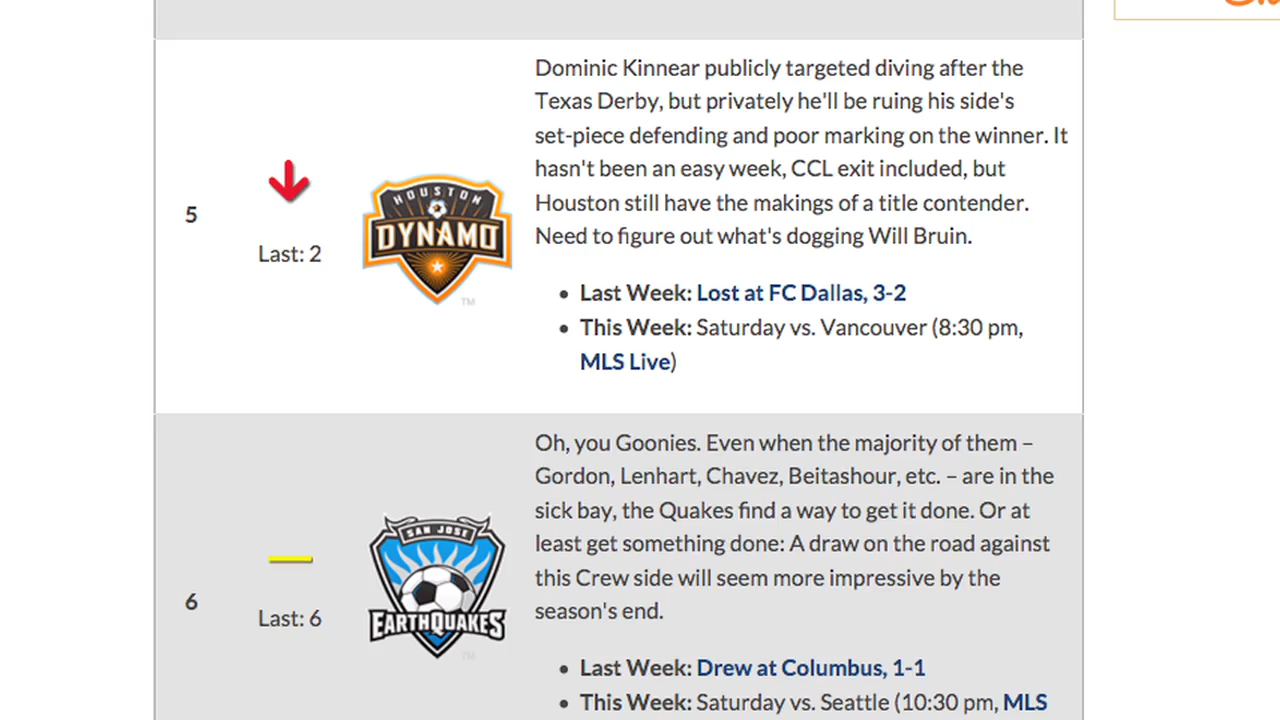 Dominic Kinnear publicly targeted diving after the
Texas Derby, but privately he'll be ruing his side's
set-piece defending and poor marking on the winner. It
hasn't been an easy week, CCL exit included, but
Houston still have the makings of a title contender.
Need to figure out what's dogging Will Bruin.
5
Last: 2
HOUSTON
DYNAMO
TM
• Last Week: Lost at FC Dallas, 3-2
• This Week: Saturday vs. Vancouver (8:30 pm,
MLS Live)
Oh, you Goonies. Even when the majority of them –
Gordon, Lenhart, Chavez, Beitashour, etc. – are in the
sick bay, the Quakes find a way to get it done. Or at
least get something done: A draw on the road against
this Crew side will seem more impressive by the
season's end.
6
Last: 6
SAN JOSE
EARTHQUAKES
TM
• Last Week: Drew at Columbus, 1-1
• This Week: Saturday vs. Seattle (10:30 pm, MLS